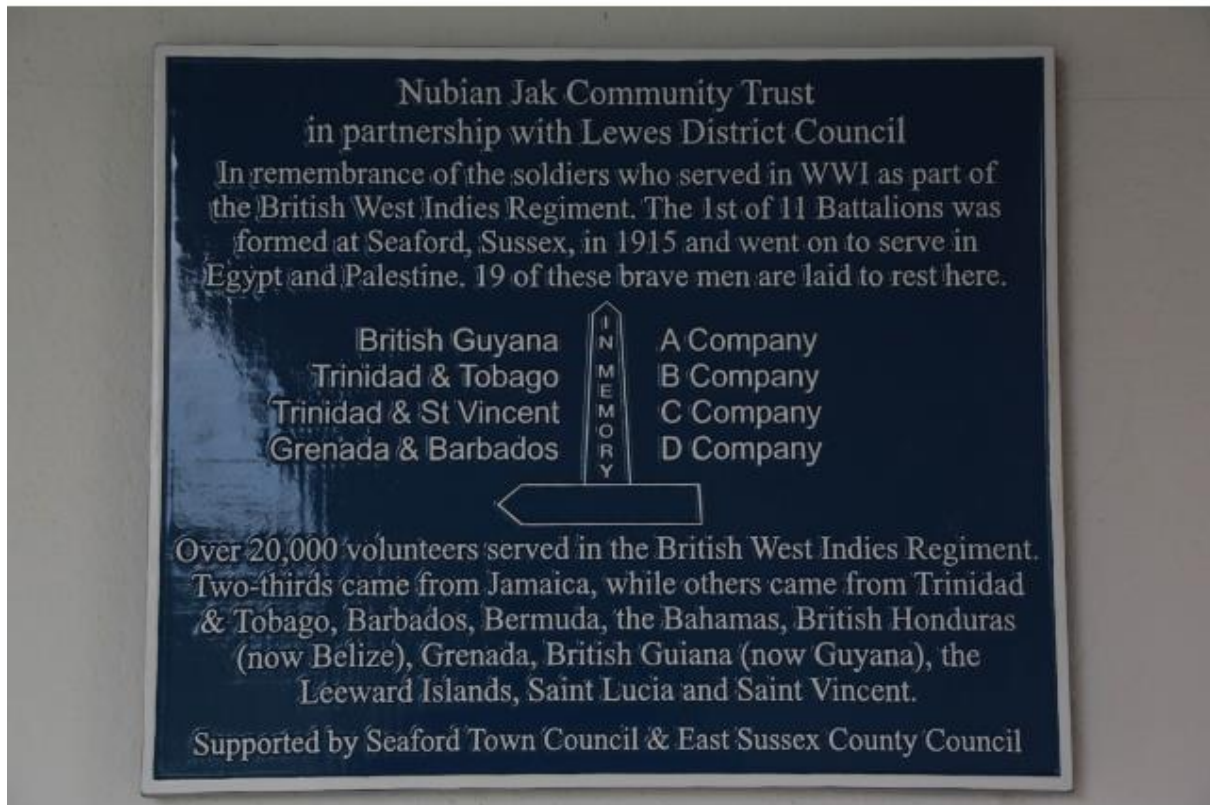 Nubian Jak Community Trust
in partnership with Lewes District Council
In remembrance of the soldiers who served in WWI as part of
the British West Indies Regiment. The 1st of 11 Battalions was
formed at Seaford, Sussex, in 1915 and went on to serve in
Egypt and Palestine. 19 of these brave men are laid to rest here.
British Guyana A Company
Trinidad & Tobago B Company
Trinidad & St Vincent C Company
Grenada & Barbados D Company
IN MEMORY
Over 20,000 volunteers served in the British West Indies Regiment.
Two-thirds came from Jamaica, while others came from Trinidad
& Tobago, Barbados, Bermuda, the Bahamas, British Honduras
(now Belize), Grenada, British Guiana (now Guyana), the
Leeward Islands, Saint Lucia and Saint Vincent.
Supported by Seaford Town Council & East Sussex County Council